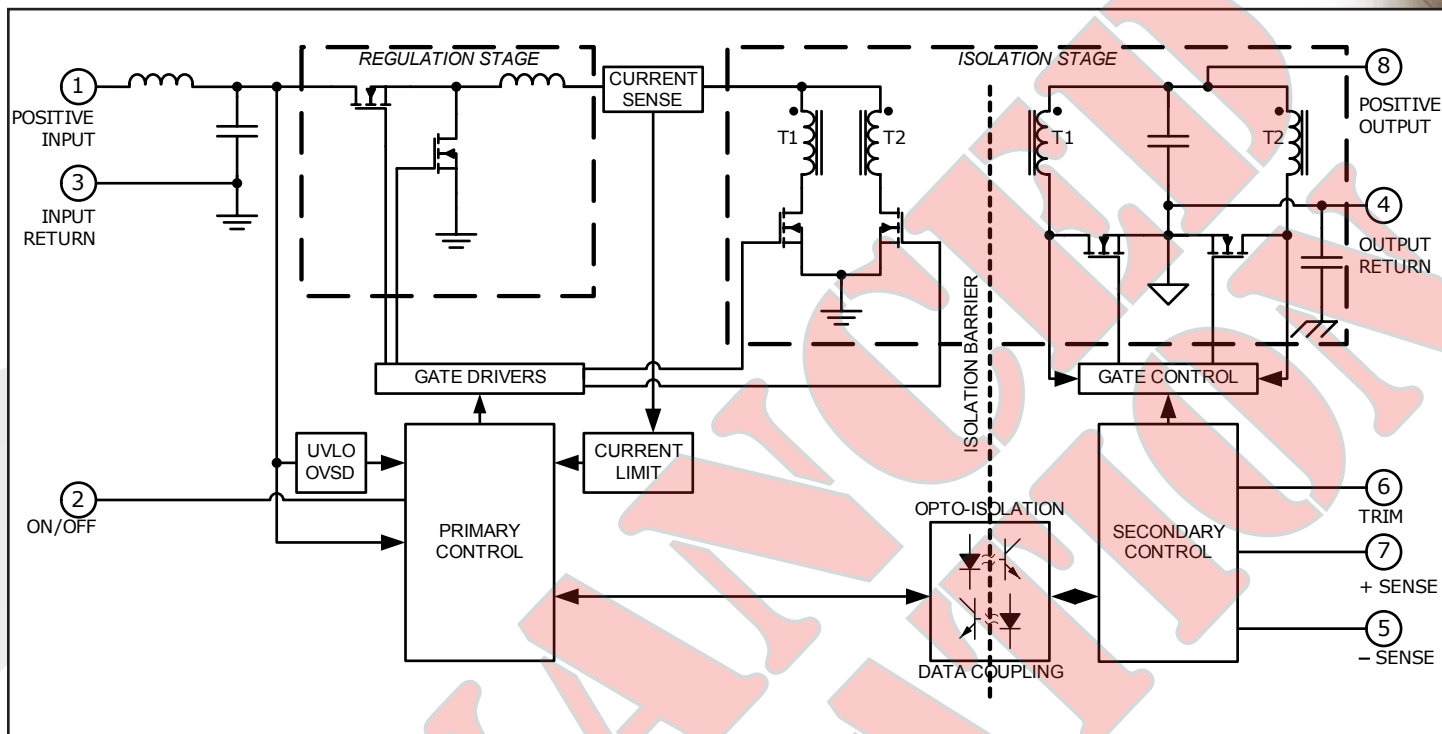 REGULATION STAGE
ISOLATION STAGE
1
POSITIVE
INPUT
CURRENT
SENSE
8
POSITIVE
OUTPUT
T1
T2
T1
T2
3
INPUT
RETURN
4
OUTPUT
RETURN
ISOLATION BARRIER
GATE DRIVERS
GATE CONTROL
UVLO
OVSD
CURRENT
LIMIT
2
ON/OFF
PRIMARY
CONTROL
OPTO-ISOLATION
DATA COUPLING
SECONDARY
CONTROL
6
TRIM
7
+ SENSE
5
– SENSE